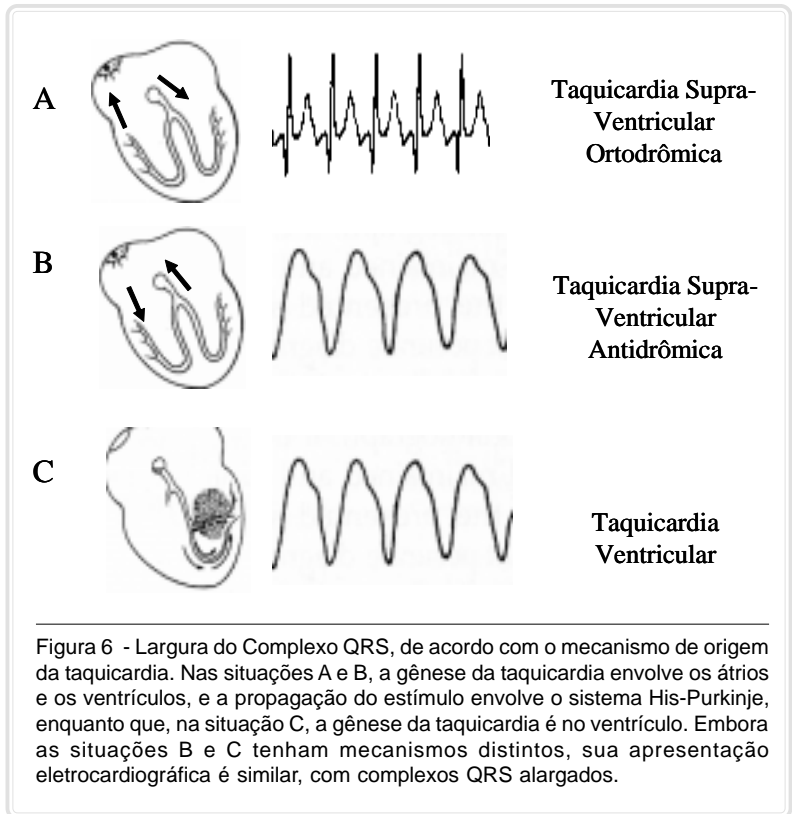 A
Taquicardia Supra-
Ventricular
Ortodrômica
B
Taquicardia Supra-
Ventricular
Antidrômica
C
Taquicardia
Ventricular
Figura 6 - Largura do Complexo QRS, de acordo com o mecanismo de origem
da taquicardia. Nas situações A e B, a gênese da taquicardia envolve os átrios
e os ventrículos, e a propagação do estímulo envolve o sistema His-Purkinje,
enquanto que, na situação C, a gênese da taquicardia é no ventrículo. Embora
as situações B e C tenham mecanismos distintos, sua apresentação
eletrocardiográfica é similar, com complexos QRS alargados.